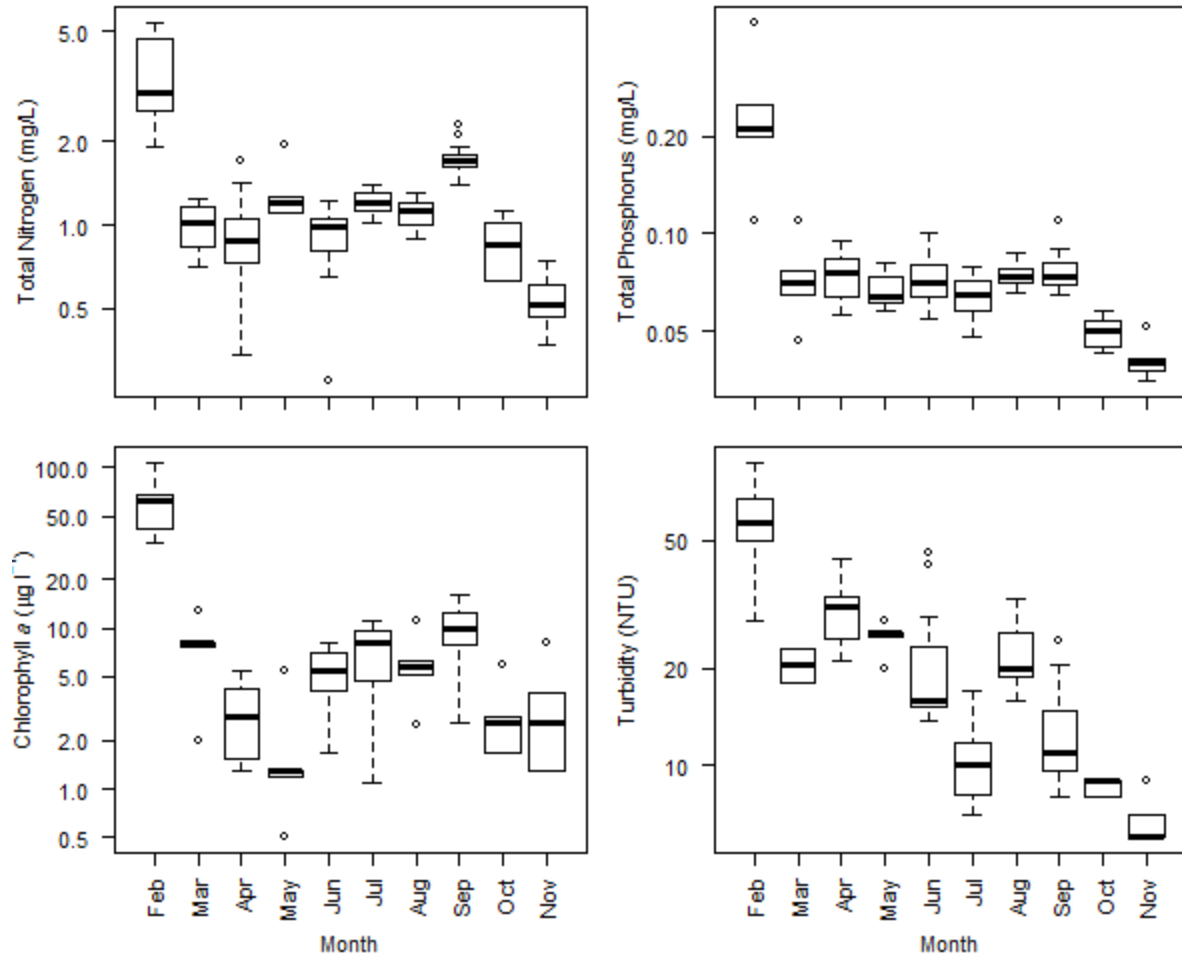 Total Nitrogen (mg/L)
5.0
2.0
1.0
0.5
Total Phosphorus (mg/L)
0.20
0.10
0.05
Chlorophyll a (µg l⁻¹)
100.0
50.0
20.0
10.0
5.0
2.0
1.0
0.5
Feb Mar Apr May Jun Jul Aug Sep Oct Nov
Month
Turbidity (NTU)
50
20
10
Feb Mar Apr May Jun Jul Aug Sep Oct Nov
Month